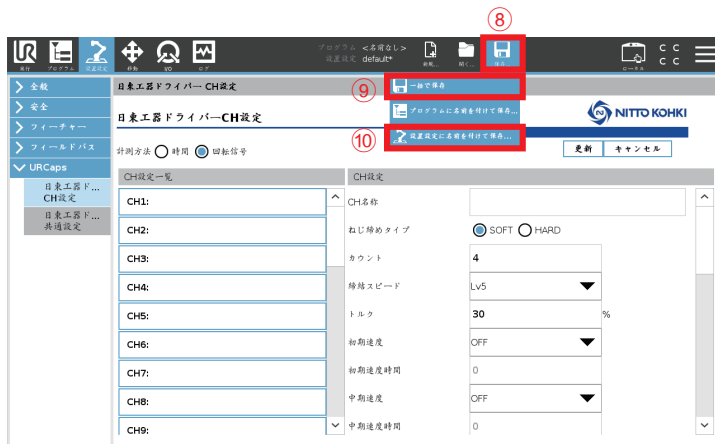 ⑧
プログラム <名前なし>
設置設定 default*
実行 プログラム 設置設定 移動 I/O ログ 新規... 開く... 保存... ローカル
C C
C C
全般
安全
フィーチャー
フィールドバス
URCaps
日東工器ド...
CH設定
日東工器ド...
共通設定
日東工器ドライバー CH設定
⑨ 一括で保存
プログラムに名前を付けて保存...
⑩ 設置設定に名前を付けて保存...
日東工器ドライバーCH設定
NITTO KOHKI
計測方法 時間 回転信号
更新 キャンセル
CH設定一覧
CH1:
CH2:
CH3:
CH4:
CH5:
CH6:
CH7:
CH8:
CH9:
CH設定
CH名称
ねじ締めタイプ SOFT HARD
カウント 4
締結スピード Lv5
トルク 30 %
初期速度 OFF
初期速度時間 0
中期速度 OFF
中期速度時間 0